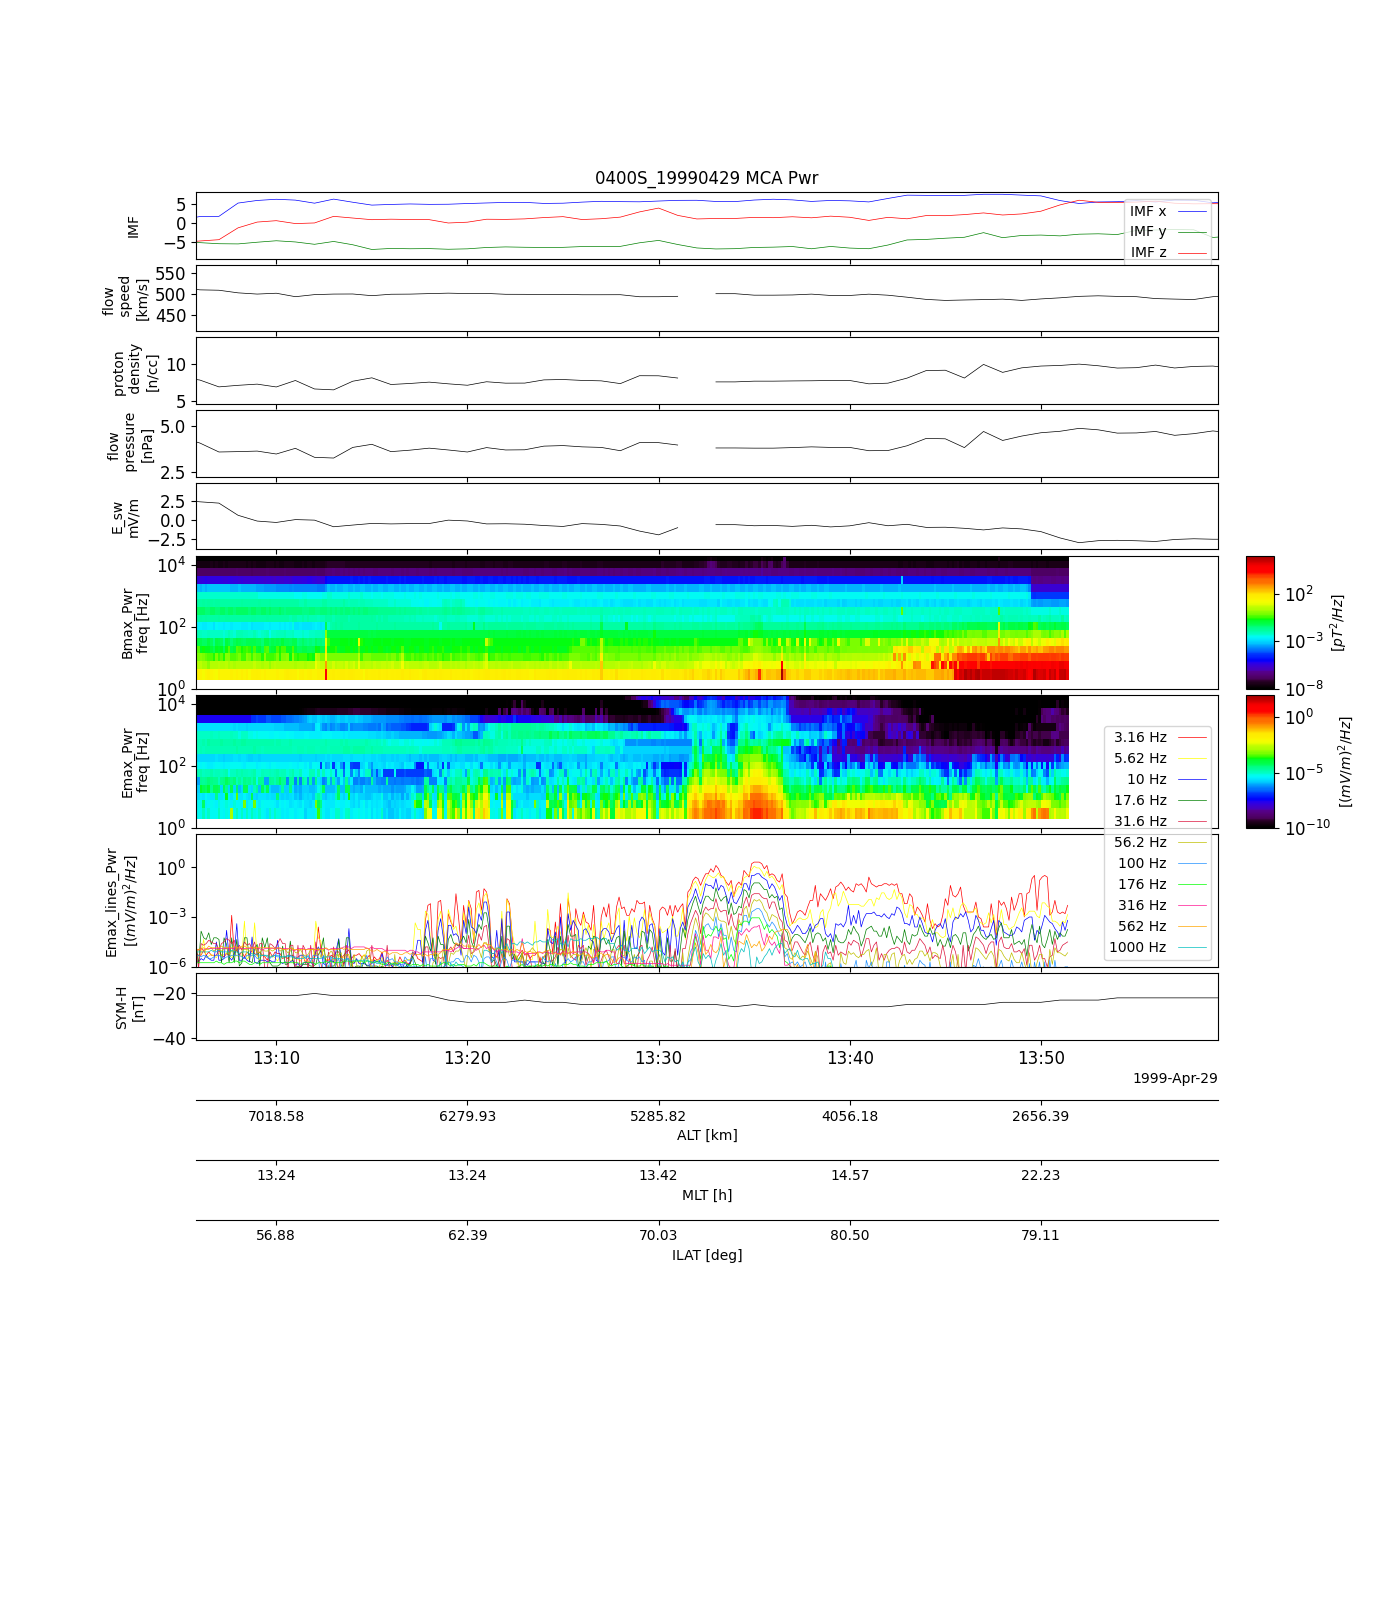 0400S_19990429 MCA Pwr
IMF
5
0
−5
IMF x
IMF y
IMF z
flow
speed
[km/s]
550
500
450
proton
density
[n/cc]
10
5
flow
pressure
[nPa]
5.0
2.5
E_sw
mV/m
2.5
0.0
−2.5
Bmax_Pwr
freq [Hz]
10^4
10^2
10^0
10^2
10^−3
10^−8
[pT^2/Hz]
Emax_Pwr
freq [Hz]
10^4
10^2
10^0
10^0
10^−5
10^−10
[(mV/m)^2/Hz]
3.16 Hz
5.62 Hz
10 Hz
17.6 Hz
31.6 Hz
56.2 Hz
100 Hz
176 Hz
316 Hz
562 Hz
1000 Hz
Emax_lines_Pwr
[(mV/m)^2/Hz]
10^0
10^−3
10^−6
SYM-H
[nT]
−20
−40
13:10 13:20 13:30 13:40 13:50
1999-Apr-29
7018.58 6279.93 5285.82 4056.18 2656.39
ALT [km]
13.24 13.24 13.42 14.57 22.23
MLT [h]
56.88 62.39 70.03 80.50 79.11
ILAT [deg]